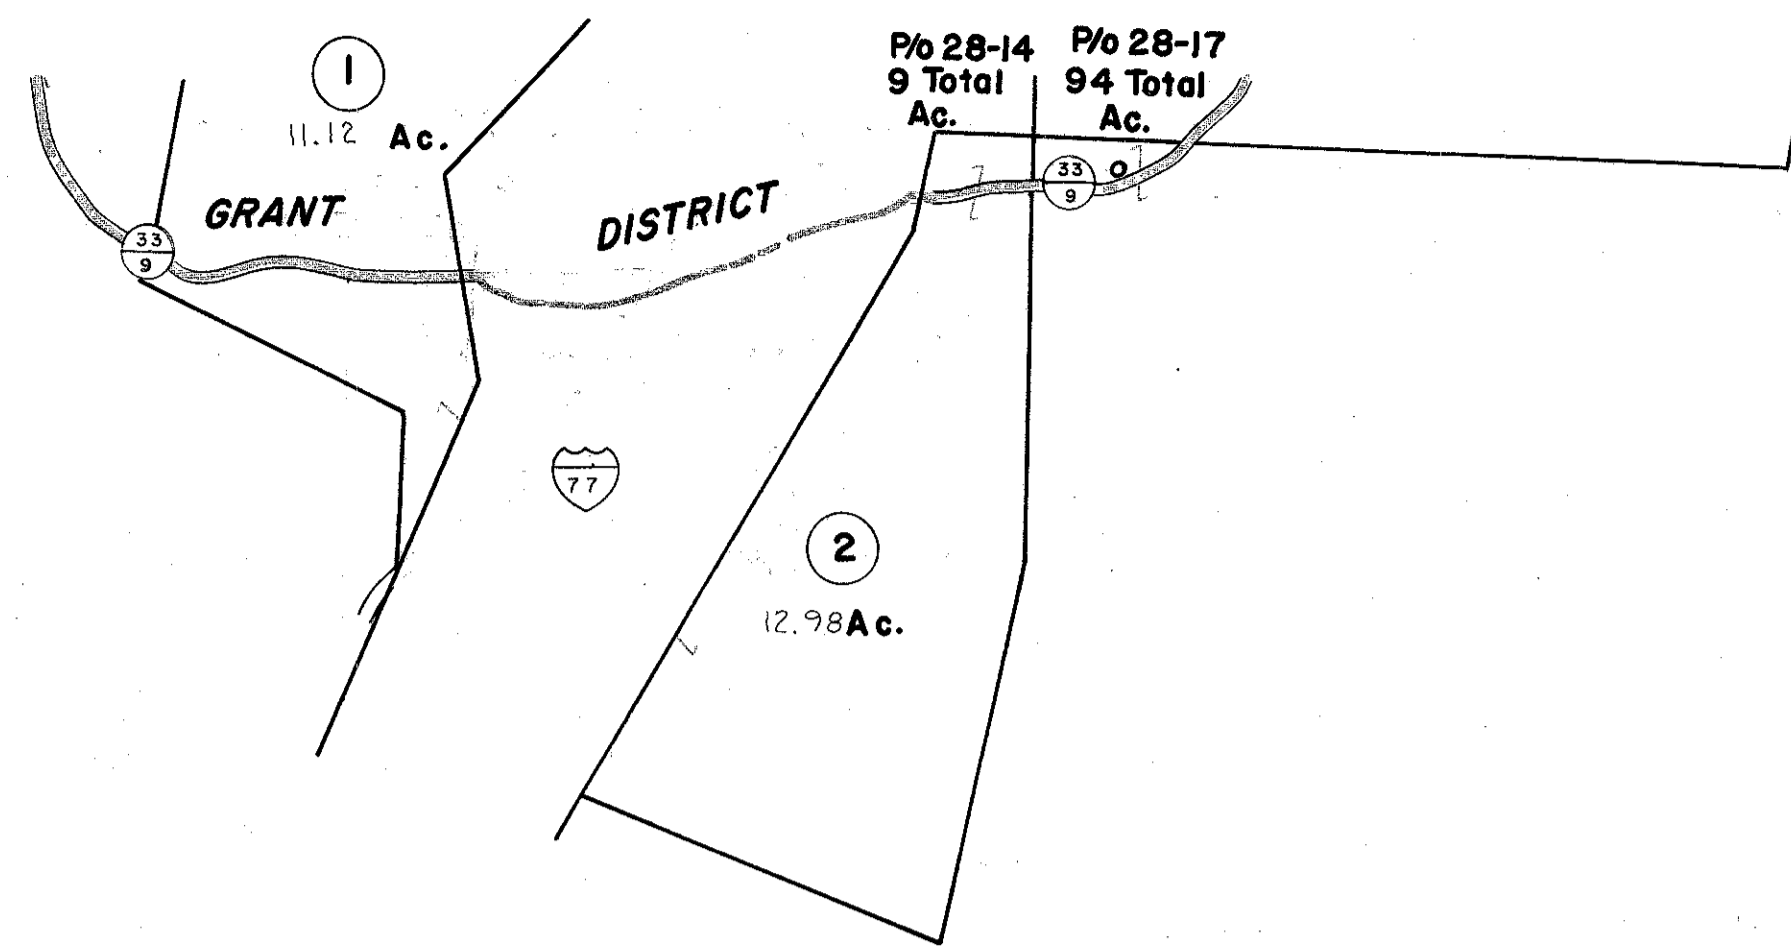 1
11.12 Ac.
P/o 28-14
9 Total
Ac.
P/o 28-17
94 Total
Ac.
GRANT DISTRICT
33
9
33
9
77
2
12.98 Ac.